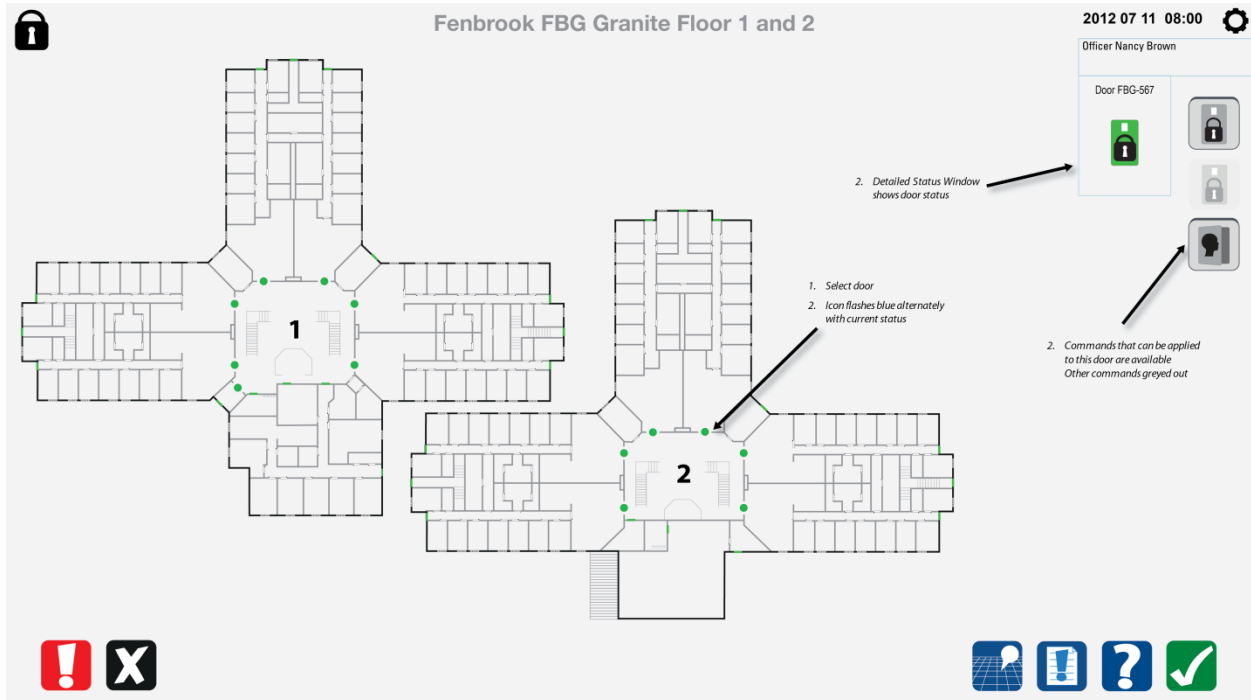 Fenbrook FBG Granite Floor 1 and 2
2012 07 11 08:00
Officer Nancy Brown
Door FBG-567
2. Detailed Status Window
shows door status
1. Select door
2. Icon flashes blue alternately
with current status
1
2. Commands that can be applied
to this door are available
Other commands greyed out
2
! X
?